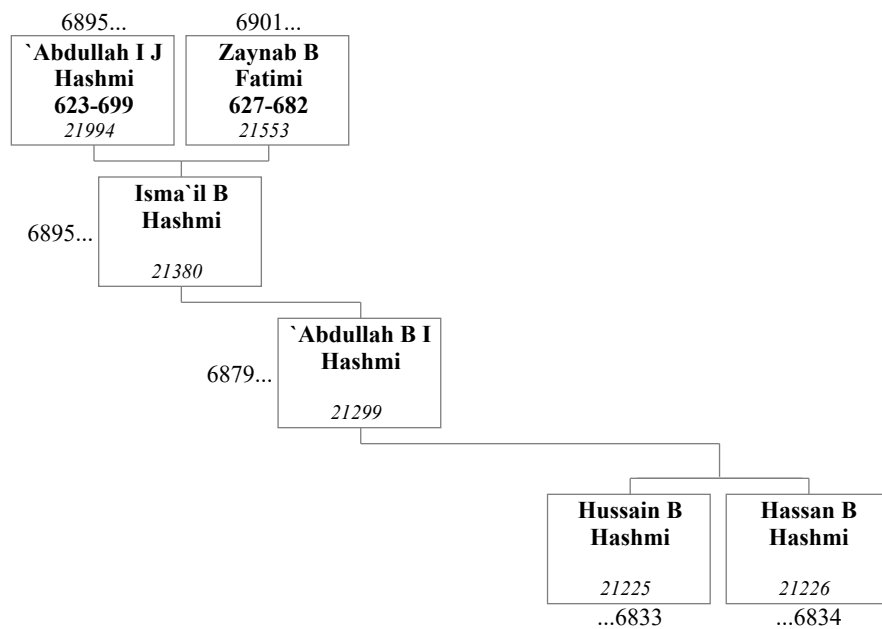 6895...
6901...
`Abdullah I J
Hashmi
623-699
21994
Zaynab B
Fatimi
627-682
21553
6895...
Isma`il B
Hashmi
21380
6879...
`Abdullah B I
Hashmi
21299
Hussain B
Hashmi
21225
...6833
Hassan B
Hashmi
21226
...6834